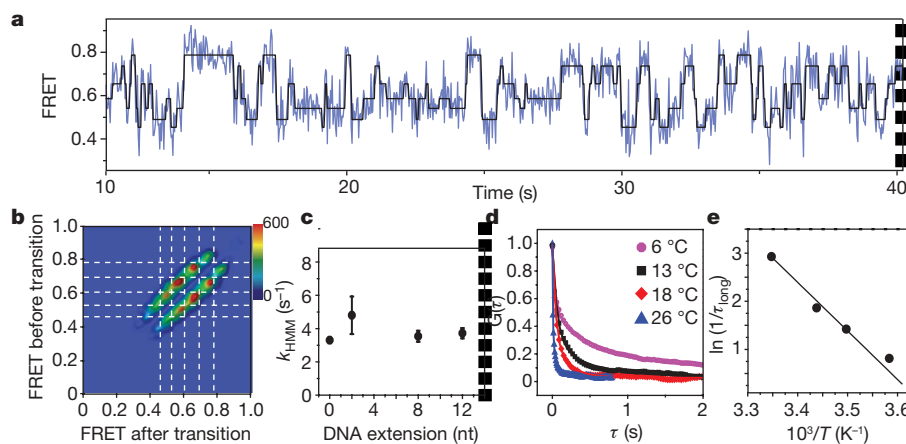 a
FRET
0.8
0.6
0.4
10
20
30
40
Time (s)
b
FRET before transition
1.0
0.8
0.6
0.4
0.2
0
0
0.2
0.4
0.6
0.8
1.0
FRET after transition
600
0
c
k_HMM (s⁻¹)
8
6
4
2
0
0
4
8
12
DNA extension (nt)
d
G(τ)
1.0
0.8
0.6
0.4
0.2
0
0
1
2
τ (s)
6 °C
13 °C
18 °C
26 °C
e
ln (1/τ_long)
3
2
1
3.3
3.4
3.5
3.6
10³/T (K⁻¹)